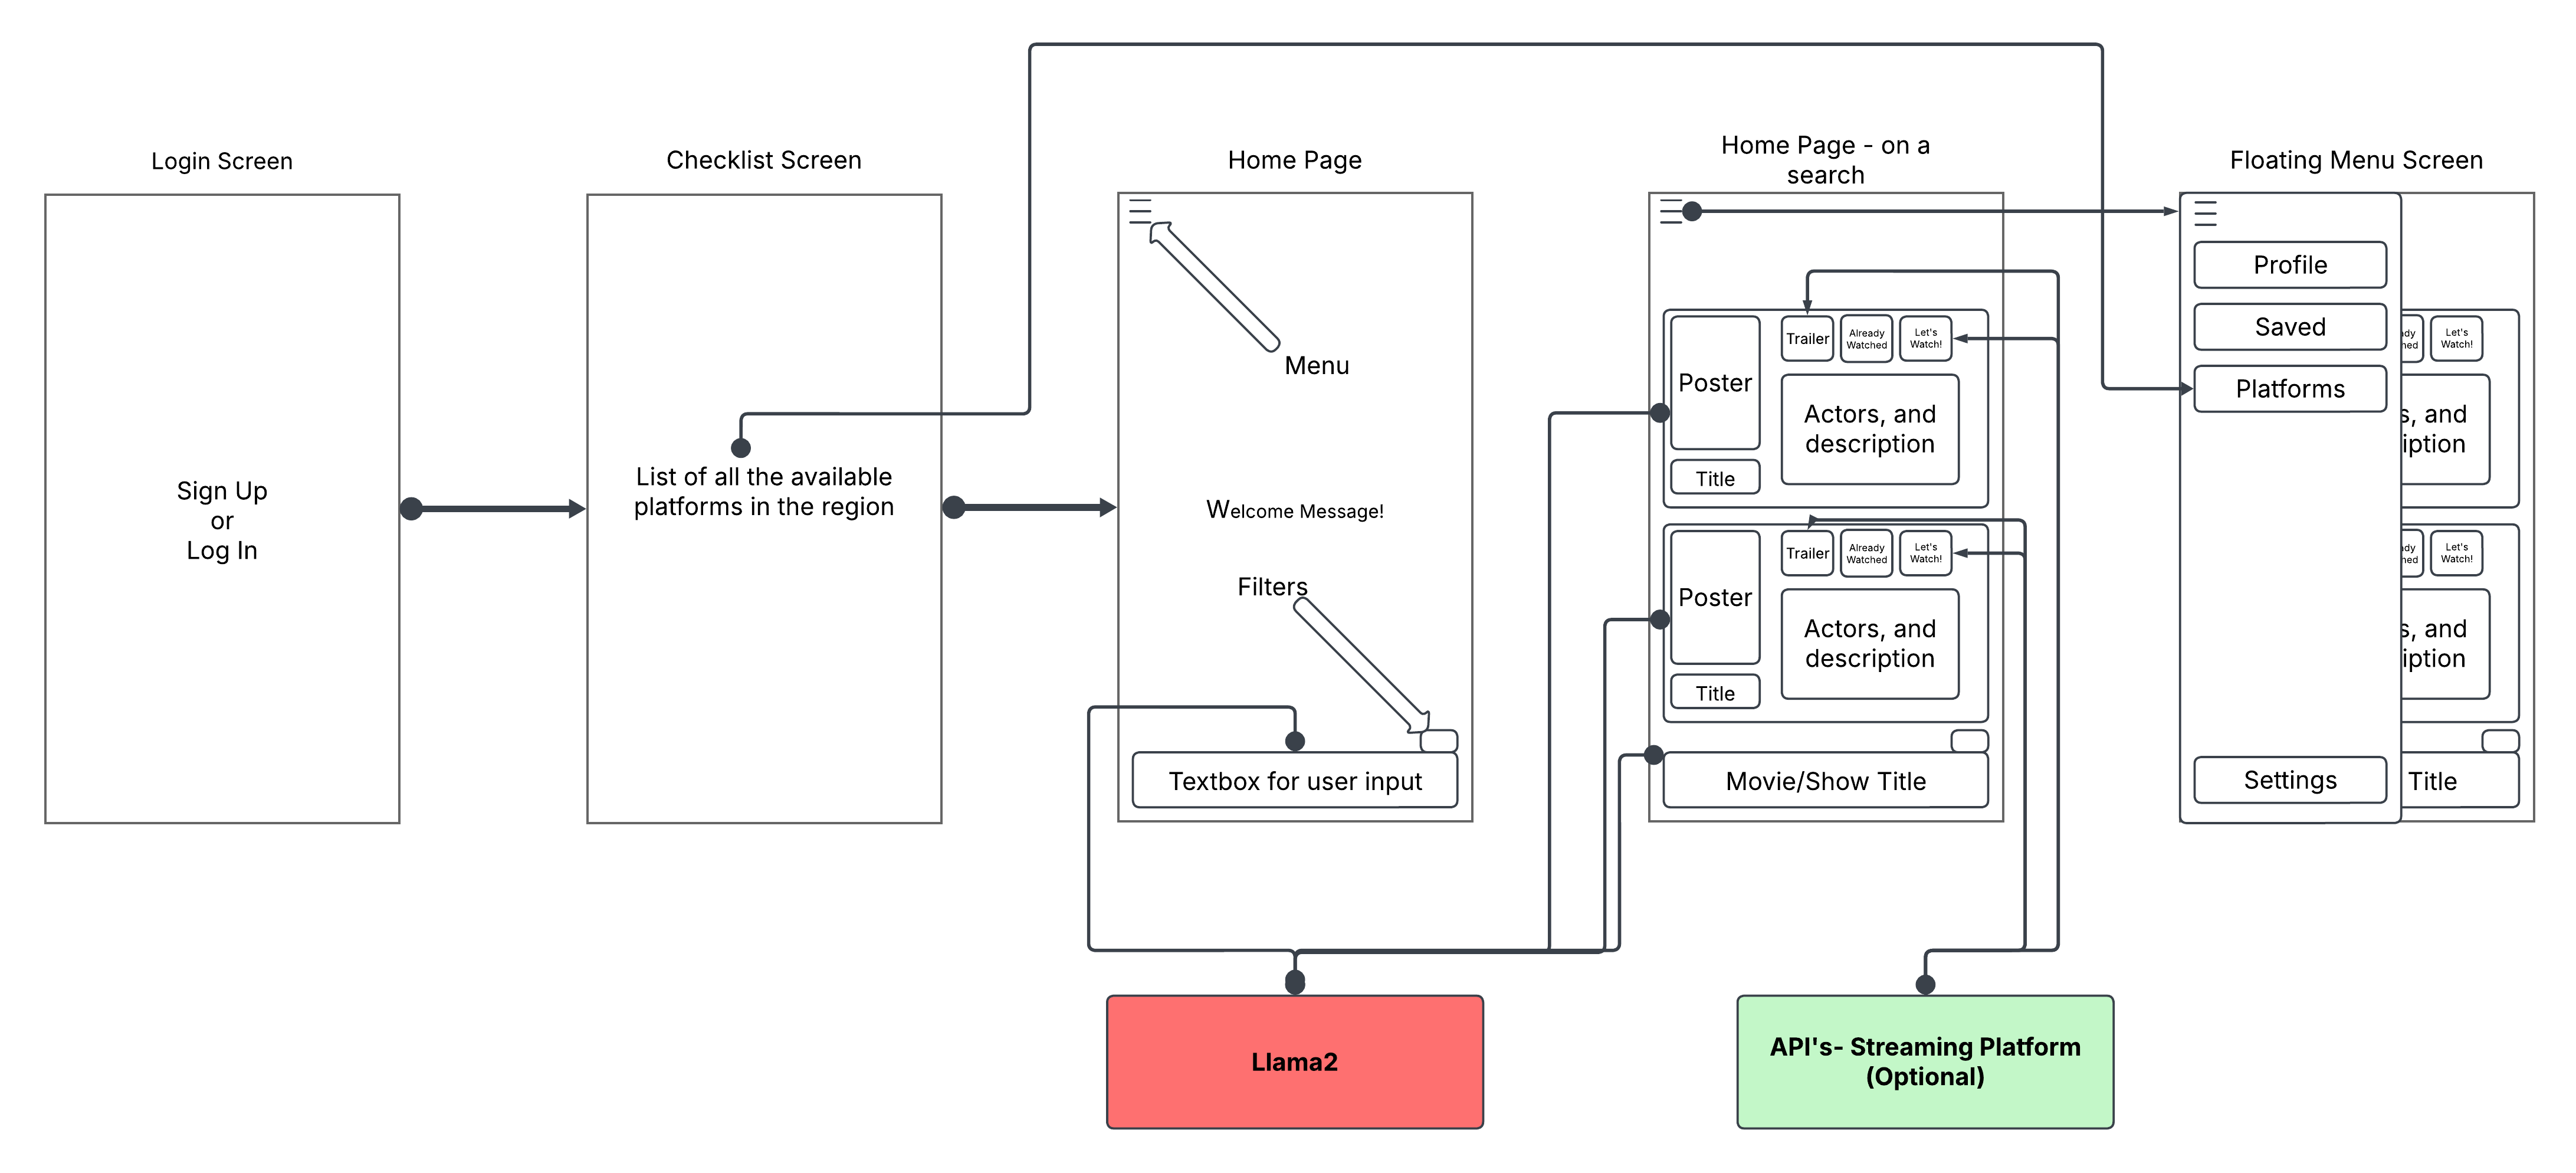 Login Screen
Sign Up
or
Log In
Checklist Screen
List of all the available
platforms in the region
Home Page
Menu
Welcome Message!
Filters
Textbox for user input
Home Page - on a
search
Poster
Title
Trailer
Already
Watched
Let's
Watch!
Actors, and
description
Poster
Title
Trailer
Already
Watched
Let's
Watch!
Actors, and
description
Movie/Show Title
Floating Menu Screen
Profile
Saved
Platforms
Settings
dy
hed
Let's
Watch!
s, and
iption
dy
hed
Let's
Watch!
s, and
iption
Title
Llama2
API's- Streaming Platform
(Optional)